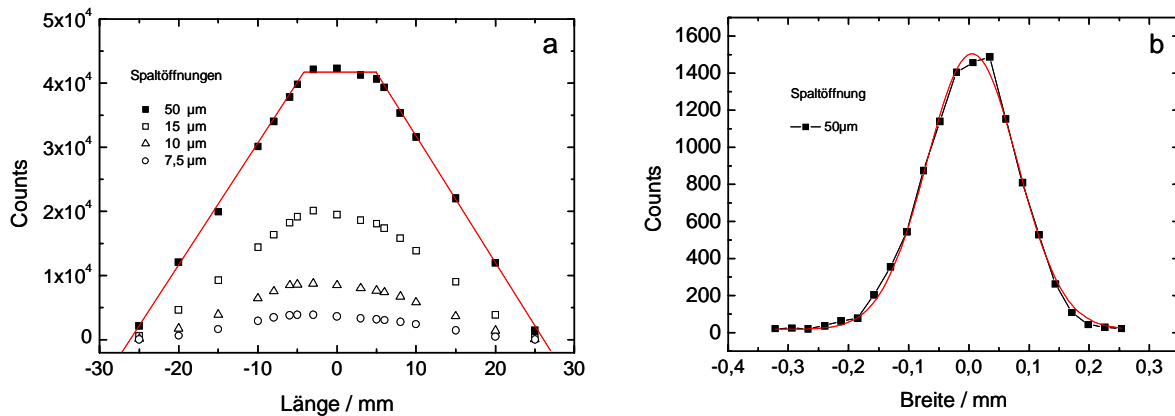 a
5x10⁴
4x10⁴
3x10⁴
2x10⁴
1x10⁴
0
Counts
Spaltöffnungen
50 µm
15 µm
10 µm
7,5 µm
-30 -20 -10 0 10 20 30
Länge / mm
b
1600
1400
1200
1000
800
600
400
200
0
Counts
Spaltöffnung
50µm
-0,4 -0,3 -0,2 -0,1 0,0 0,1 0,2 0,3
Breite / mm